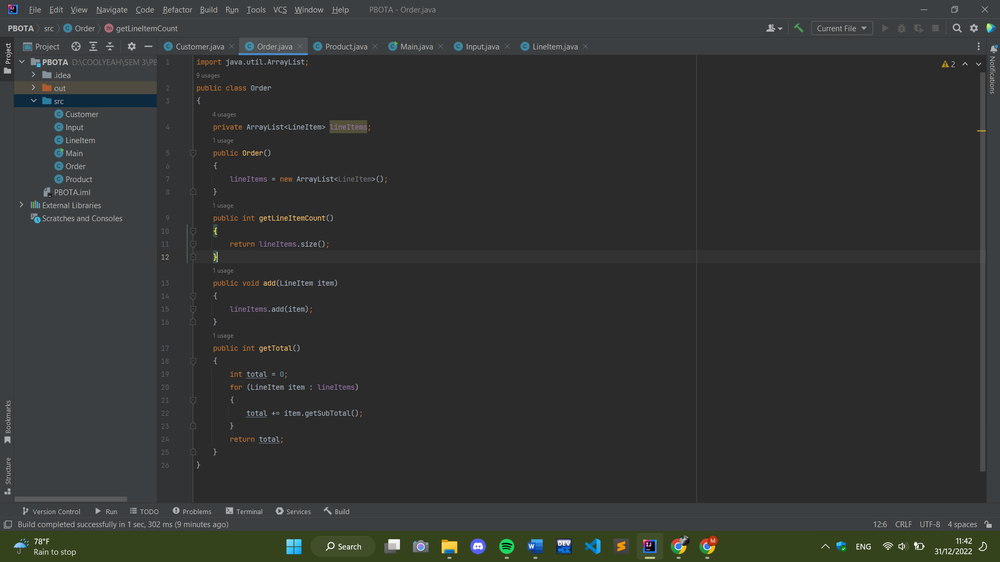 File Edit View Navigate Code Refactor Build Run Tools VCS Window Help PBOTA - Order.java
PBOTA src Order getLineItemCount Current File
Project Customer.java Order.java Product.java Main.java Input.java LineItem.java
Project
PBOTA D:\COOLYEAH\SEM 3\PB
.idea
out
src
Customer
Input
LineItem
Main
Order
Product
PBOTA.iml
External Libraries
Scratches and Consoles
Bookmarks
Structure
1 import java.util.ArrayList;
9 usages
2 public class Order
3 {
4 usages
4 private ArrayList<LineItem> lineItems;
1 usage
5 public Order()
6 {
7 lineItems = new ArrayList<LineItem>();
8 }
1 usage
9 public int getLineItemCount()
10 {
11 return lineItems.size();
12 }
1 usage
13 public void add(LineItem item)
14 {
15 lineItems.add(item);
16 }
1 usage
17 public int getTotal()
18 {
19 int total = 0;
20 for (LineItem item : lineItems)
21 {
22 total += item.getSubTotal();
23 }
24 return total;
25 }
26 }
2
Notifications
Version Control Run TODO Problems Terminal Services Build
Build completed successfully in 1 sec, 302 ms (9 minutes ago) 12:6 CRLF UTF-8 4 spaces
78°F
Rain to stop
Search
W
DEV
C++
IJ
M
ENG
11:42
31/12/2022